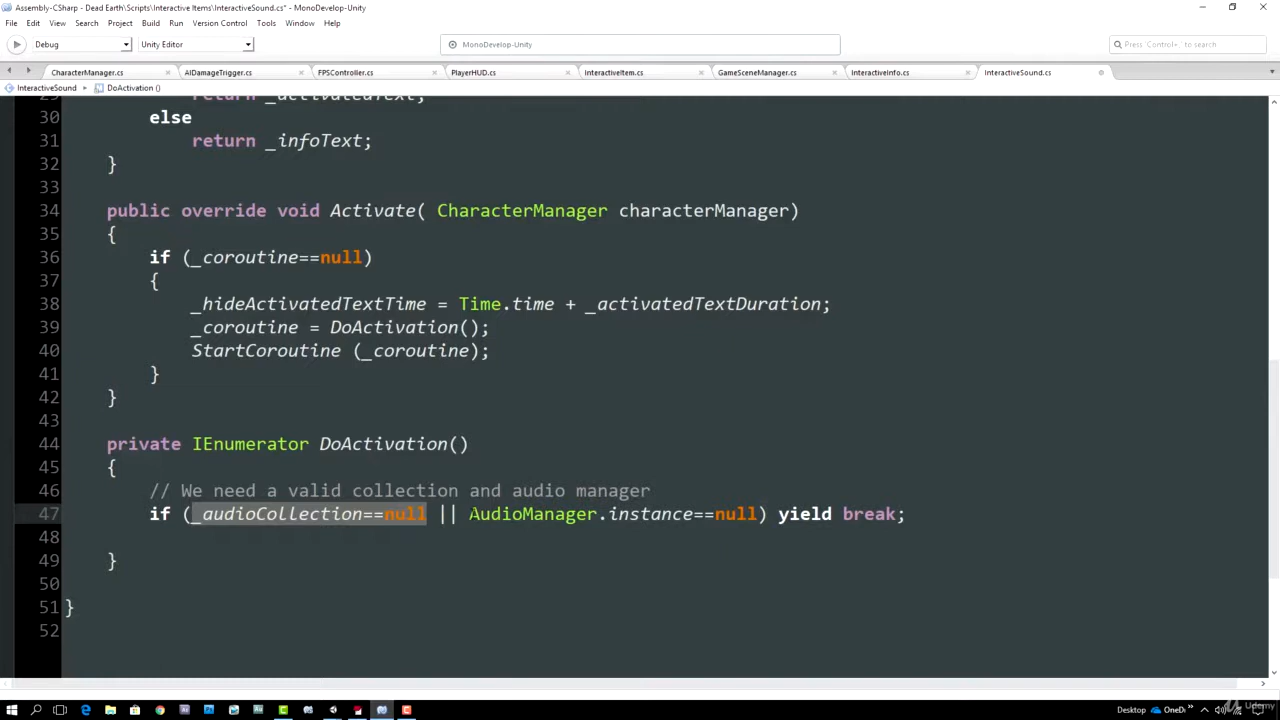 Assembly-CSharp - Dead Earth\Scripts\Interactive Items\InteractiveSound.cs* - MonoDevelop-Unity
File Edit View Search Project Build Run Version Control Tools Window Help
Debug Unity Editor MonoDevelop-Unity Press 'Control+,' to search
CharacterManager.cs AIDamageTrigger.cs FPSController.cs PlayerHUD.cs InteractiveItem.cs GameSceneManager.cs InteractiveInfo.cs InteractiveSound.cs
InteractiveSound DoActivation ()
29 return _activatedText;
30 else
31 return _infoText;
32 }
33
34 public override void Activate( CharacterManager characterManager)
35 {
36 if (_coroutine==null)
37 {
38 _hideActivatedTextTime = Time.time + _activatedTextDuration;
39 _coroutine = DoActivation();
40 StartCoroutine (_coroutine);
41 }
42 }
43
44 private IEnumerator DoActivation()
45 {
46 // We need a valid collection and audio manager
47 if (_audioCollection==null || AudioManager.instance==null) yield break;
48
49 }
50
51 }
52
Desktop OneDi Udemy